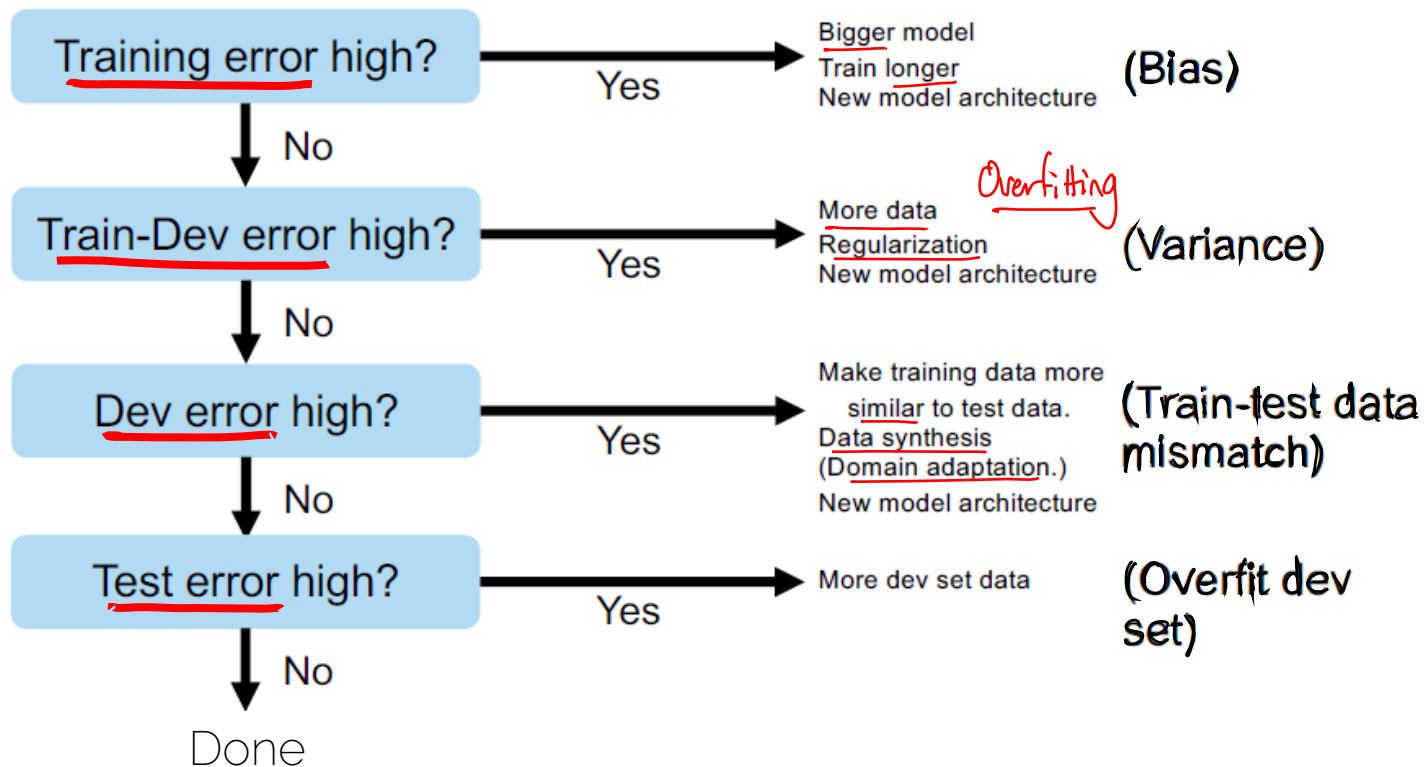 Training error high?
Yes
Bigger model
Train longer
New model architecture
(Bias)
No
Train-Dev error high?
Yes
Overfitting
More data
Regularization
New model architecture
(Variance)
No
Dev error high?
Yes
Make training data more
similar to test data.
Data synthesis
(Domain adaptation.)
New model architecture
(Train-test data
mismatch)
No
Test error high?
Yes
More dev set data
(Overfit dev
set)
No
Done